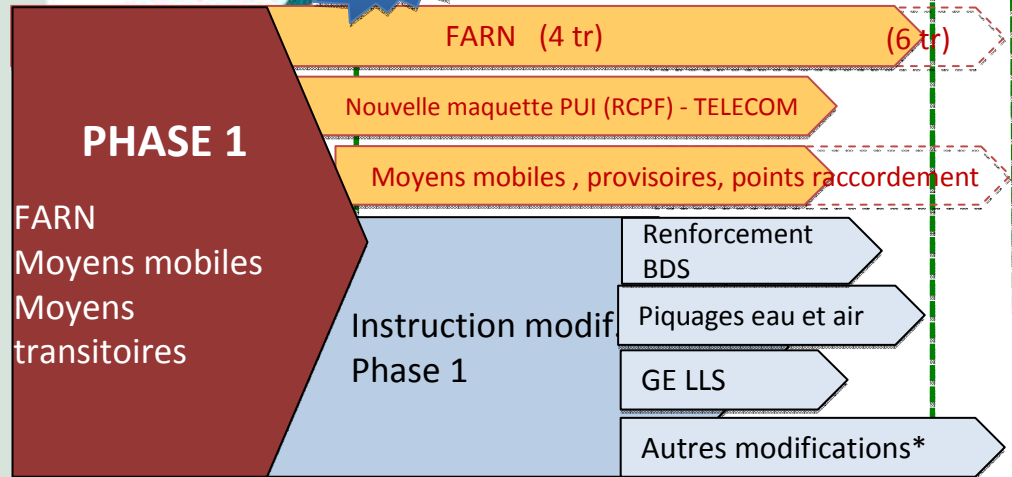 FARN (4 tr)
(6 tr)
Nouvelle maquette PUI (RCPF) - TELECOM
PHASE 1
Moyens mobiles , provisoires, points raccordement
FARN
Moyens mobiles
Moyens
transitoires
Renforcement
BDS
Instruction modif.
Phase 1
Piquages eau et air
GE LLS
Autres modifications*